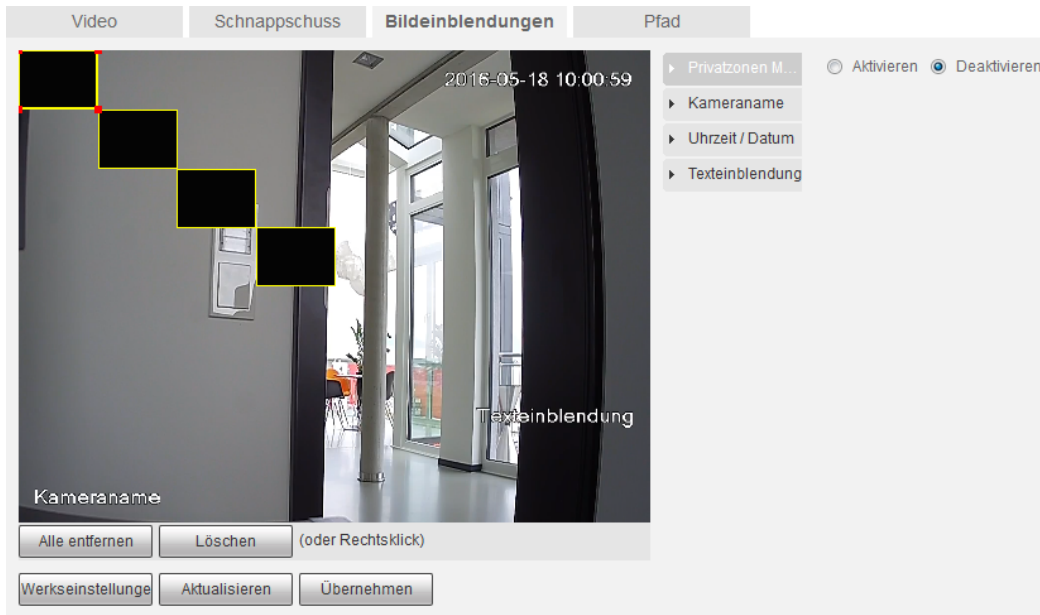 Video
Schnappschuss
Bildeinblendungen
Pfad
2016-05-18 10:00:59
Privatzonen M...
Aktivieren
Deaktivieren
Kameraname
Uhrzeit / Datum
Texteinblendung
Texteinblendung
Kameraname
Alle entfernen
Löschen
(oder Rechtsklick)
Werkseinstellunge
Aktualisieren
Übernehmen